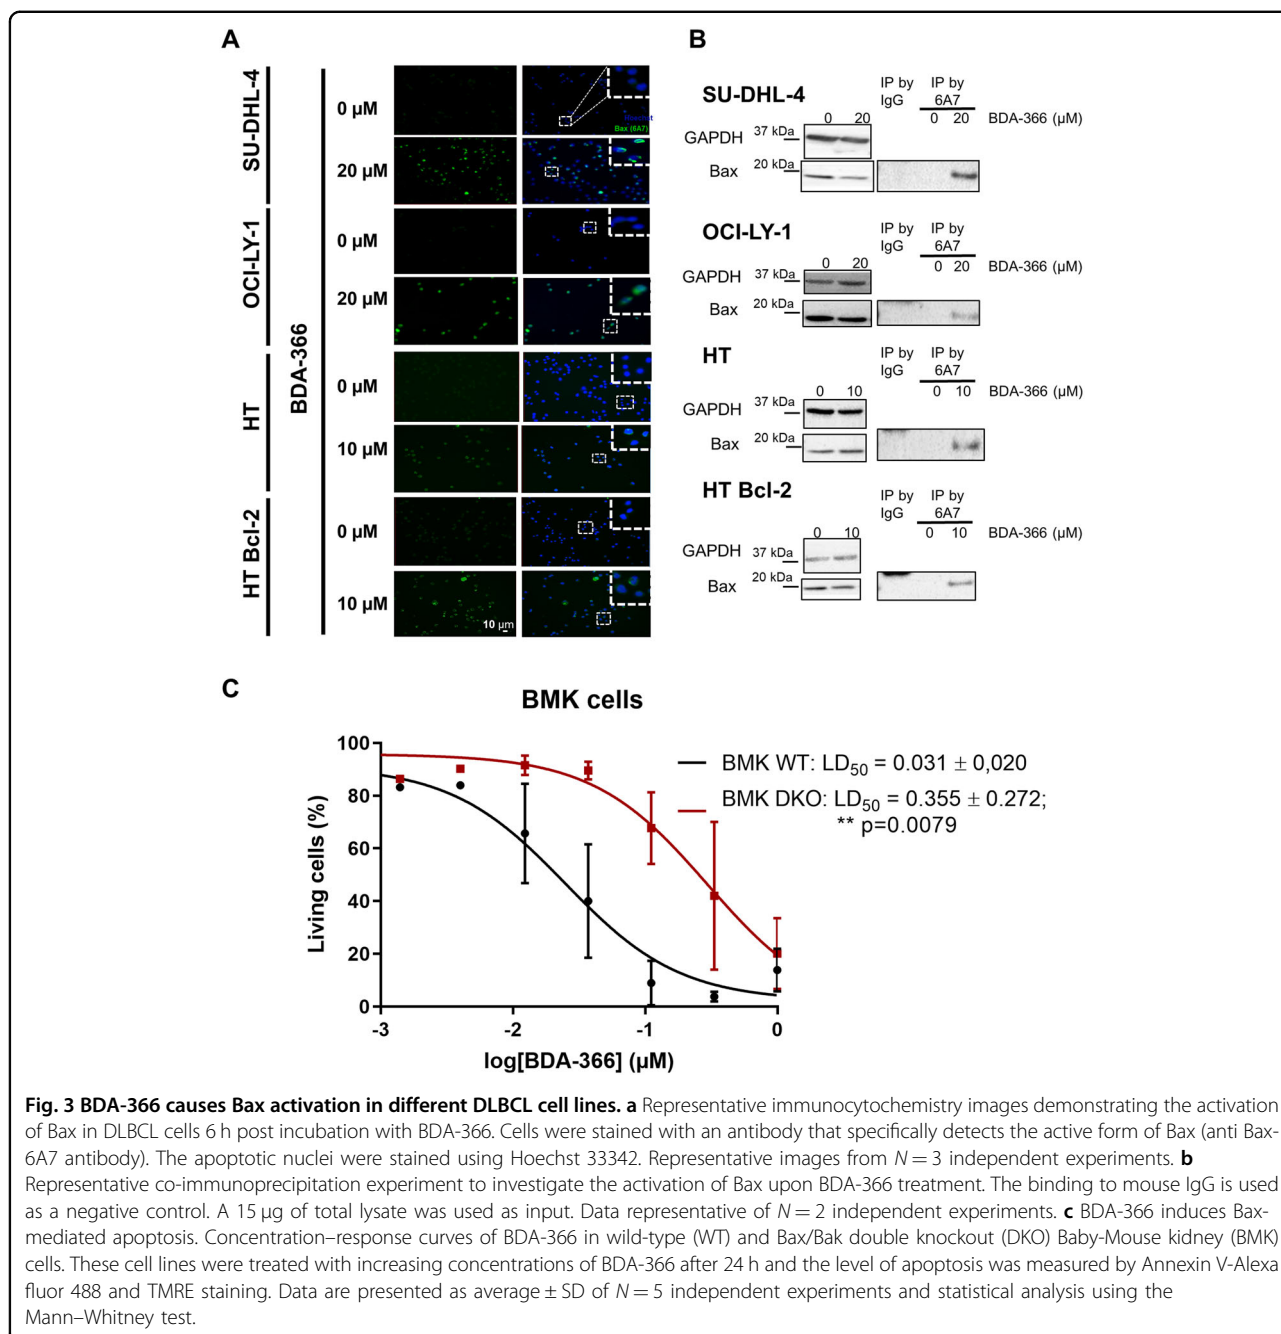 A
SU-DHL-4
OCI-LY-1
HT
HT Bcl-2
BDA-366
0 µM
20 µM
0 µM
20 µM
0 µM
10 µM
0 µM
10 µM
Bax (6A7)
10 µm
B
SU-DHL-4
IP by IP by
IgG 6A7
0 20 0 20 BDA-366 (µM)
GAPDH 37 kDa
Bax 20 kDa
OCI-LY-1
IP by IP by
IgG 6A7
0 20 0 20 BDA-366 (µM)
GAPDH 37 kDa
Bax 20 kDa
HT
IP by IP by
IgG 6A7
0 10 0 10 BDA-366 (µM)
GAPDH 37 kDa
Bax 20 kDa
HT Bcl-2
IP by IP by
IgG 6A7
0 10 0 10 BDA-366 (µM)
GAPDH 37 kDa
Bax 20 kDa
C
BMK cells
Living cells (%)
100
80
60
40
20
0
-3 -2 -1 0
log[BDA-366] (µM)
BMK WT: LD50 = 0.031 ± 0,020
BMK DKO: LD50 = 0.355 ± 0.272;
** p=0.0079
Fig. 3 BDA-366 causes Bax activation in different DLBCL cell lines. a Representative immunocytochemistry images demonstrating the activation
of Bax in DLBCL cells 6 h post incubation with BDA-366. Cells were stained with an antibody that specifically detects the active form of Bax (anti Bax-
6A7 antibody). The apoptotic nuclei were stained using Hoechst 33342. Representative images from N = 3 independent experiments. b
Representative co-immunoprecipitation experiment to investigate the activation of Bax upon BDA-366 treatment. The binding to mouse IgG is used
as a negative control. A 15 µg of total lysate was used as input. Data representative of N = 2 independent experiments. c BDA-366 induces Bax-
mediated apoptosis. Concentration–response curves of BDA-366 in wild-type (WT) and Bax/Bak double knockout (DKO) Baby-Mouse kidney (BMK)
cells. These cell lines were treated with increasing concentrations of BDA-366 after 24 h and the level of apoptosis was measured by Annexin V-Alexa
fluor 488 and TMRE staining. Data are presented as average ± SD of N = 5 independent experiments and statistical analysis using the
Mann–Whitney test.